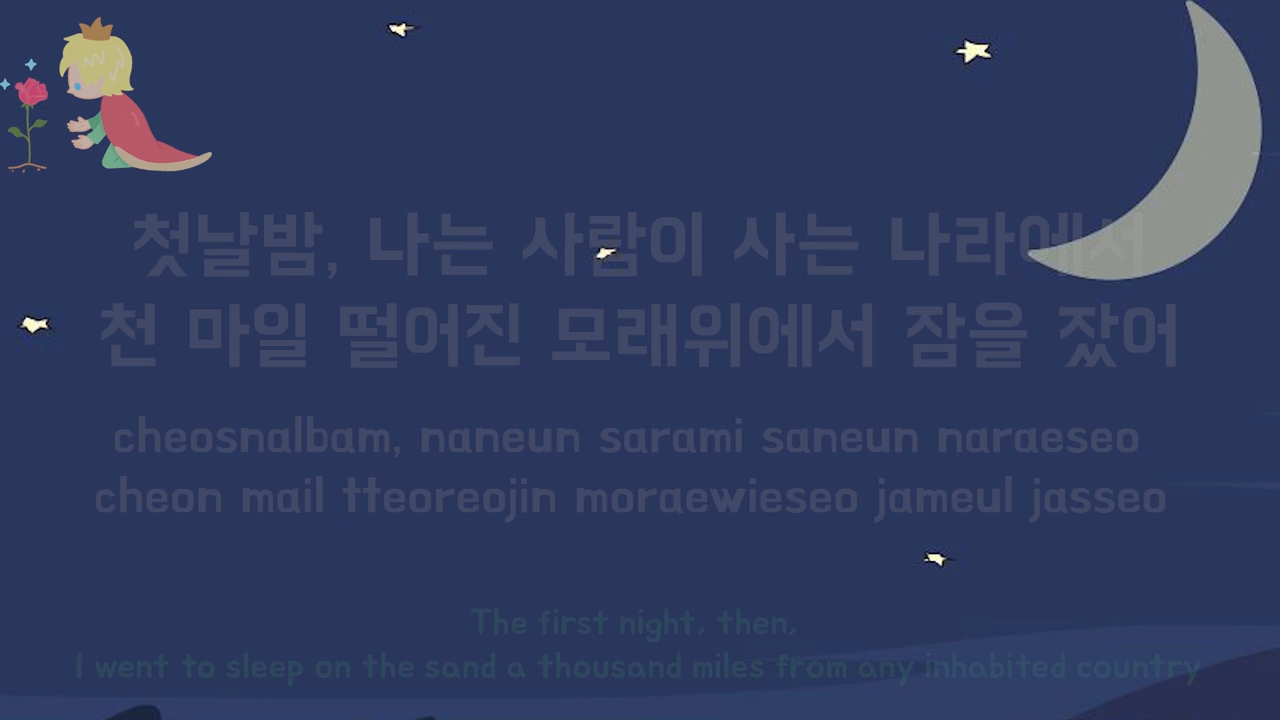 첫날밤, 나는 사람이 사는 나라에서
천 마일 떨어진 모래위에서 잠을 잤어
cheosnalbam, naneun sarami saneun naraeseo
cheon mail tteoreojin moraewieseo jameul jasseo
The first night, then,
I went to sleep on the sand a thousand miles from any inhabited country